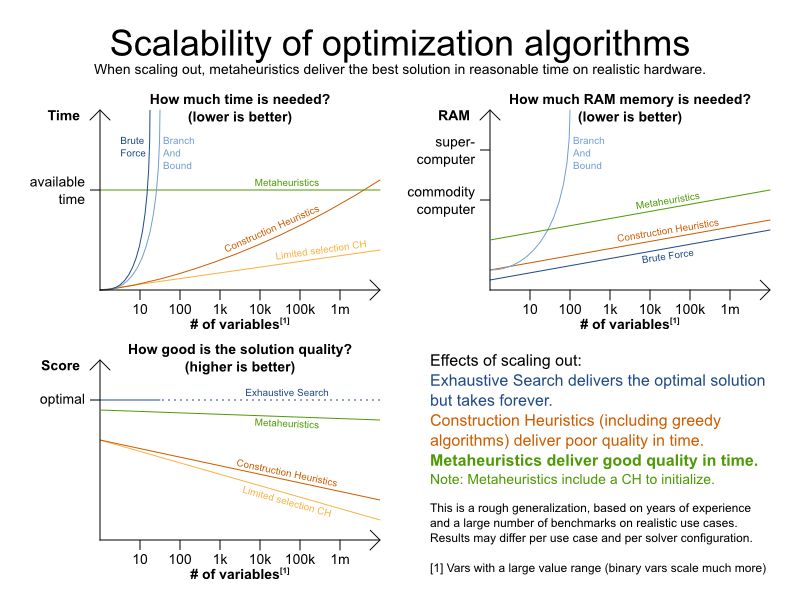 Scalability of optimization algorithms
When scaling out, metaheuristics deliver the best solution in reasonable time on realistic hardware.
How much time is needed?
(lower is better)
Time
Brute
Force
Branch
And
Bound
available
time
Metaheuristics
Construction Heuristics
Limited selection CH
10 100 1k 10k 100k 1m
# of variables[1]
How much RAM memory is needed?
(lower is better)
RAM
super-
computer
Branch
And
Bound
commodity
computer
Metaheuristics
Construction Heuristics
Brute Force
10 100 1k 10k 100k 1m
# of variables[1]
How good is the solution quality?
(higher is better)
Score
optimal
Exhaustive Search
Metaheuristics
Construction Heuristics
Limited selection CH
10 100 1k 10k 100k 1m
# of variables[1]
Effects of scaling out:
Exhaustive Search delivers the optimal solution
but takes forever.
Construction Heuristics (including greedy
algorithms) deliver poor quality in time.
Metaheuristics deliver good quality in time.
Note: Metaheuristics include a CH to initialize.
This is a rough generalization, based on years of experience
and a large number of benchmarks on realistic use cases.
Results may differ per use case and per solver configuration.
[1] Vars with a large value range (binary vars scale much more)